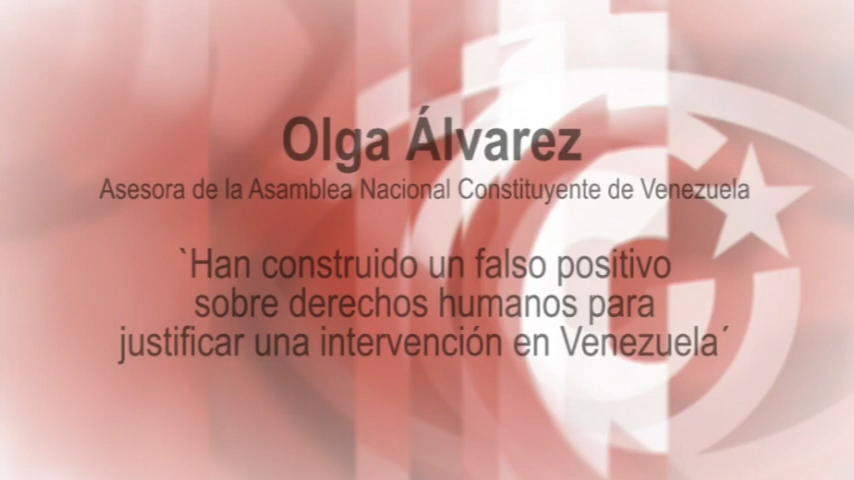 Olga Álvarez
Asesora de la Asamblea Nacional Constituyente de Venezuela
`Han construido un falso positivo
sobre derechos humanos para
justificar una intervención en Venezuela´